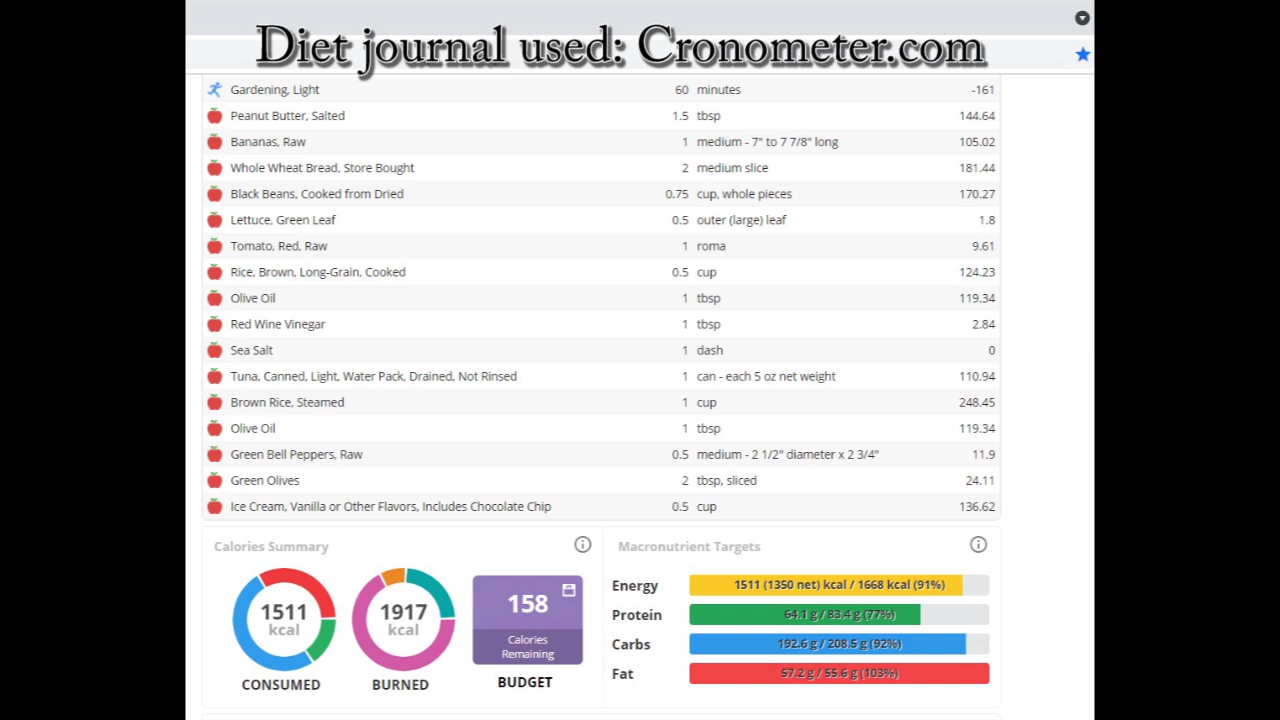 Diet journal used: Cronometer.com
Gardening, Light 60 minutes -161
Peanut Butter, Salted 1.5 tbsp 144.64
Bananas, Raw 1 medium - 7" to 7 7/8" long 105.02
Whole Wheat Bread, Store Bought 2 medium slice 181.44
Black Beans, Cooked from Dried 0.75 cup, whole pieces 170.27
Lettuce, Green Leaf 0.5 outer (large) leaf 1.8
Tomato, Red, Raw 1 roma 9.61
Rice, Brown, Long-Grain, Cooked 0.5 cup 124.23
Olive Oil 1 tbsp 119.34
Red Wine Vinegar 1 tbsp 2.84
Sea Salt 1 dash 0
Tuna, Canned, Light, Water Pack, Drained, Not Rinsed 1 can - each 5 oz net weight 110.94
Brown Rice, Steamed 1 cup 248.45
Olive Oil 1 tbsp 119.34
Green Bell Peppers, Raw 0.5 medium - 2 1/2" diameter x 2 3/4" 11.9
Green Olives 2 tbsp, sliced 24.11
Ice Cream, Vanilla or Other Flavors, Includes Chocolate Chip 0.5 cup 136.62
Calories Summary
1511
kcal
CONSUMED
1917
kcal
BURNED
158
Calories
Remaining
BUDGET
Macronutrient Targets
Energy 1511 (1350 net) kcal / 1668 kcal (91%)
Protein 64.1 g / 83.4 g (77%)
Carbs 192.6 g / 208.5 g (92%)
Fat 57.2 g / 55.6 g (103%)